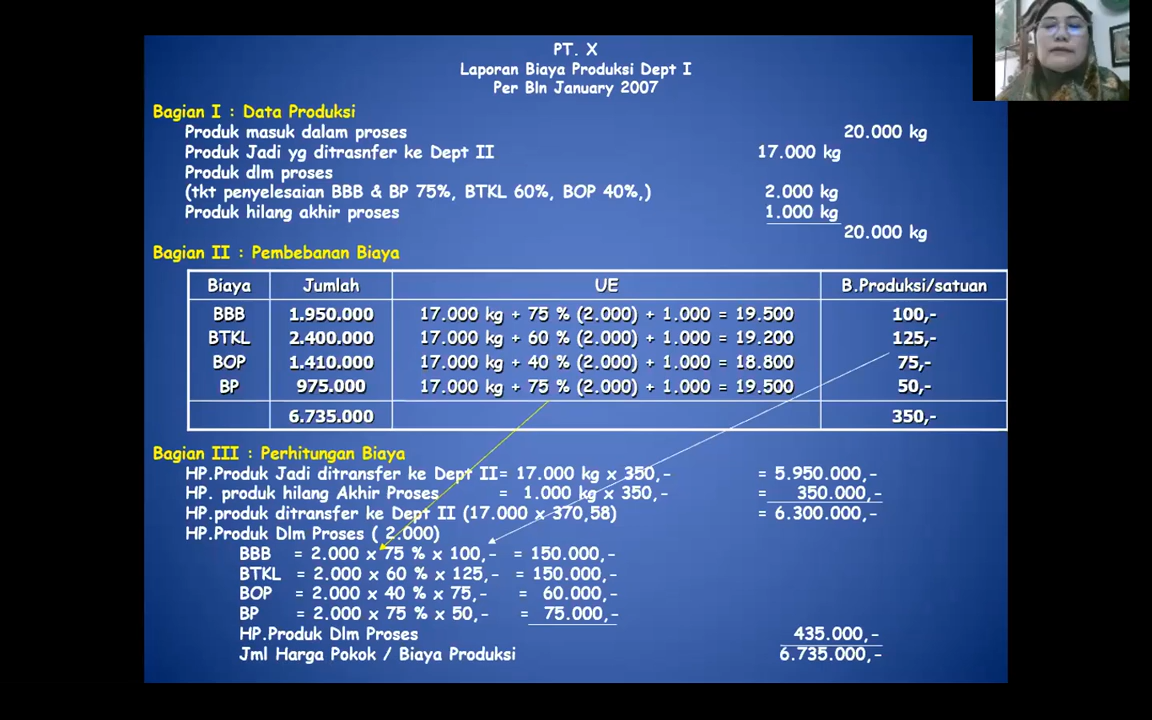 PT. X
Laporan Biaya Produksi Dept I
Per Bln January 2007
Bagian I : Data Produksi
Produk masuk dalam proses 20.000 kg
Produk Jadi yg ditrasnfer ke Dept II 17.000 kg
Produk dlm proses
(tkt penyelesaian BBB & BP 75%, BTKL 60%, BOP 40%,) 2.000 kg
Produk hilang akhir proses 1.000 kg
20.000 kg
Bagian II : Pembebanan Biaya
Biaya Jumlah UE B.Produksi/satuan
BBB 1.950.000 17.000 kg + 75 % (2.000) + 1.000 = 19.500 100,-
BTKL 2.400.000 17.000 kg + 60 % (2.000) + 1.000 = 19.200 125,-
BOP 1.410.000 17.000 kg + 40 % (2.000) + 1.000 = 18.800 75,-
BP 975.000 17.000 kg + 75 % (2.000) + 1.000 = 19.500 50,-
6.735.000 350,-
Bagian III : Perhitungan Biaya
HP.Produk Jadi ditransfer ke Dept II= 17.000 kg x 350,- = 5.950.000,-
HP. produk hilang Akhir Proses = 1.000 kg x 350,- = 350.000,-
HP.produk ditransfer ke Dept II (17.000 x 370,58) = 6.300.000,-
HP.Produk Dlm Proses ( 2.000)
BBB = 2.000 x 75 % x 100,- = 150.000,-
BTKL = 2.000 x 60 % x 125,- = 150.000,-
BOP = 2.000 x 40 % x 75,- = 60.000,-
BP = 2.000 x 75 % x 50,- = 75.000,-
HP.Produk Dlm Proses 435.000,-
Jml Harga Pokok / Biaya Produksi 6.735.000,-